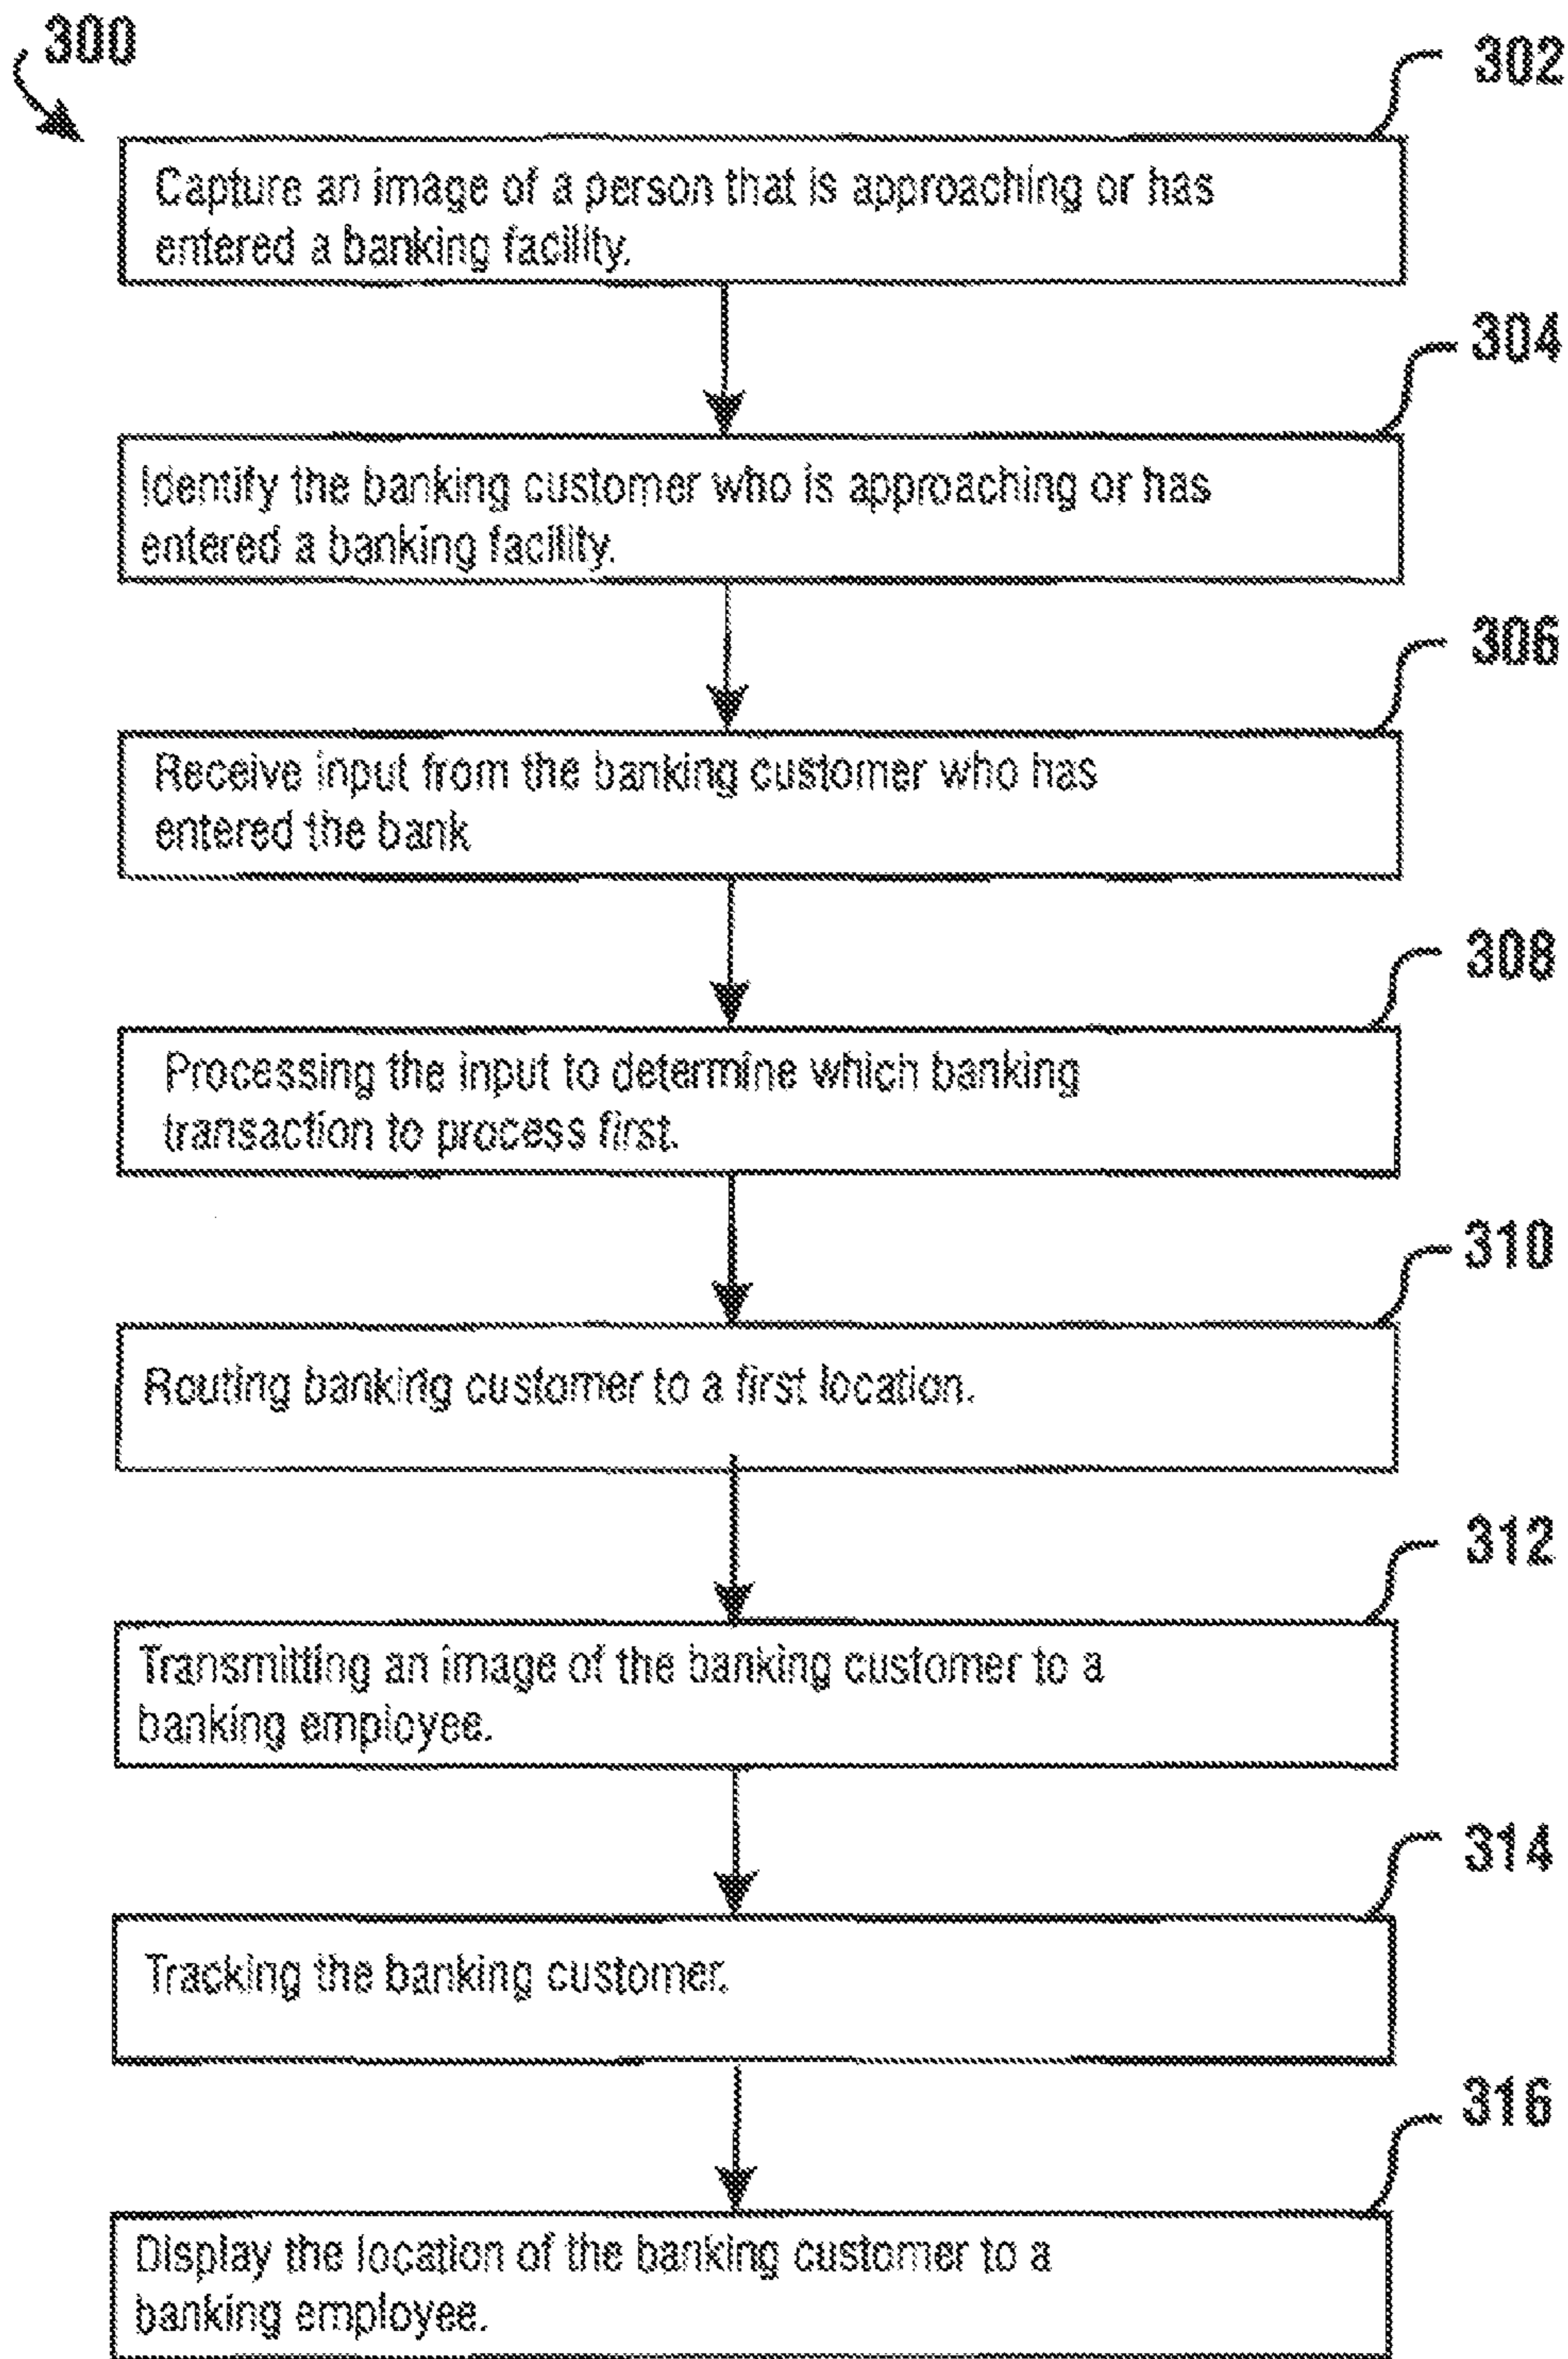 300
302
Capture an image of a person that is approaching or has
entered a banking facility.
304
Identify the banking customer who is approaching or has
entered a banking facility.
306
Receive input from the banking customer who has
entered the bank
308
Processing the input to determine which banking
transaction to process first.
310
Routing banking customer to a first location.
312
Transmitting an image of the banking customer to a
banking employee.
314
Tracking the banking customer.
316
Display the location of the banking customer to a
banking employee.